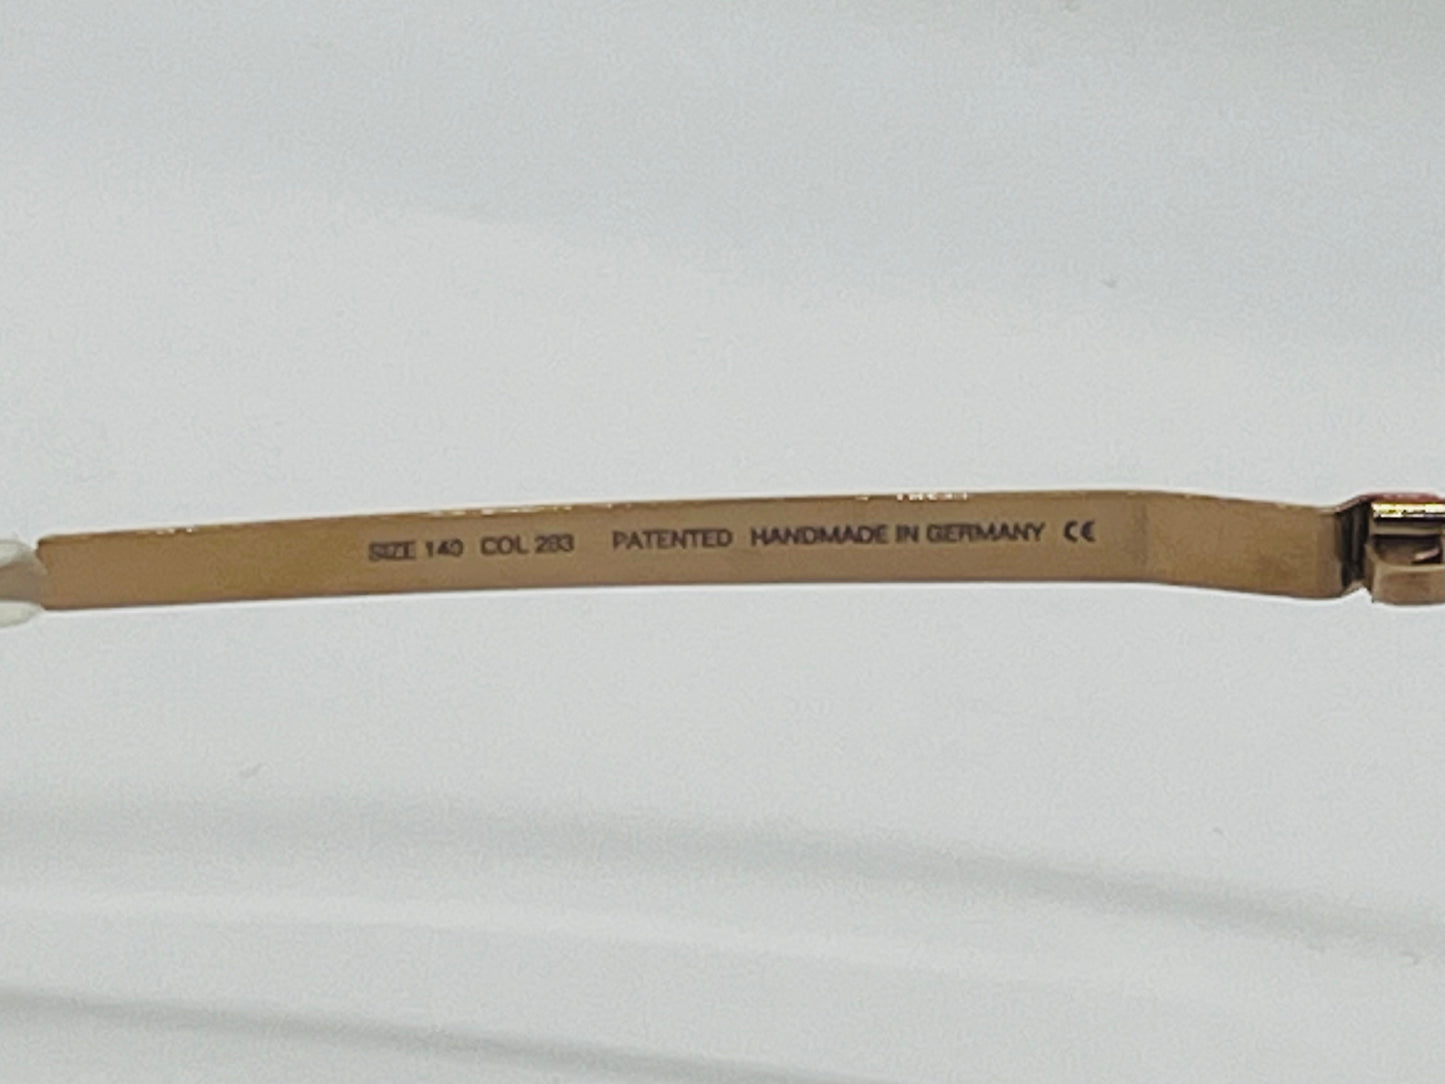 SIZE 140 COL 283 PATENTED HANDMADE IN GERMANY CE